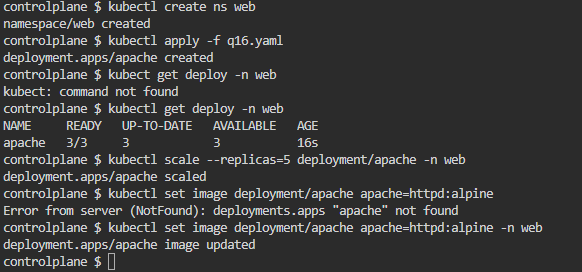 controlplane $ kubectl create ns web
namespace/web created
controlplane $ kubectl apply -f q16.yaml
deployment.apps/apache created
controlplane $ kubect get deploy -n web
kubect: command not found
controlplane $ kubectl get deploy -n web
NAME     READY   UP-TO-DATE   AVAILABLE   AGE
apache   3/3     3            3           16s
controlplane $ kubectl scale --replicas=5 deployment/apache -n web
deployment.apps/apache scaled
controlplane $ kubectl set image deployment/apache apache=httpd:alpine
Error from server (NotFound): deployments.apps "apache" not found
controlplane $ kubectl set image deployment/apache apache=httpd:alpine -n web
deployment.apps/apache image updated
controlplane $